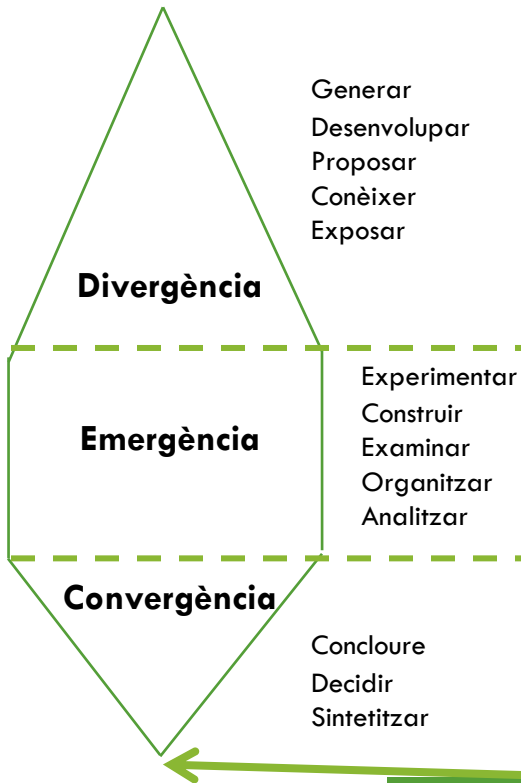 Generar
Desenvolupar
Proposar
Conèixer
Exposar
Divergència
Experimentar
Construir
Emergència
Examinar
Organitzar
Analitzar
Convergència
Concloure
Decidir
Sintetitzar